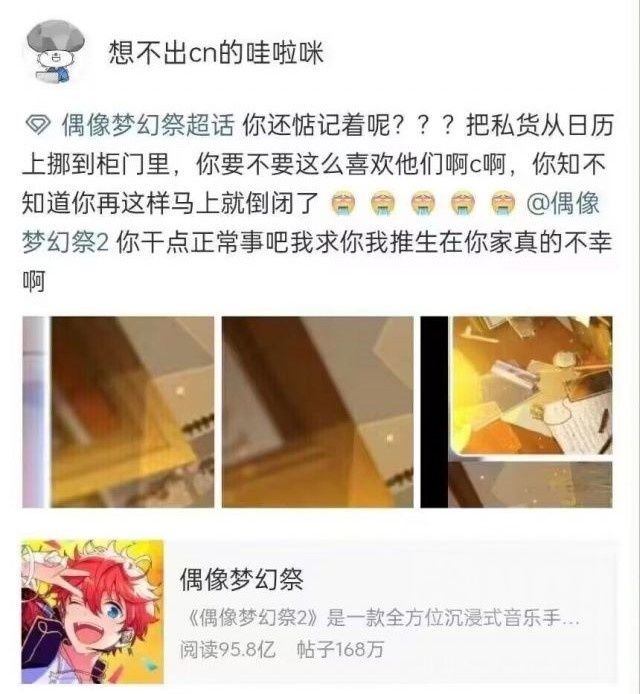 想不出cn的哇啦咪
偶像梦幻祭超话 你还惦记着呢？？？把私货从日历
上挪到柜门里，你要不要这么喜欢他们啊c啊，你知不
知道你再这样马上就倒闭了 @偶像
梦幻祭2 你干点正常事吧我求你我推生在你家真的不幸
啊
偶像梦幻祭
《偶像梦幻祭2》是一款全方位沉浸式音乐手...
阅读95.8亿 帖子168万